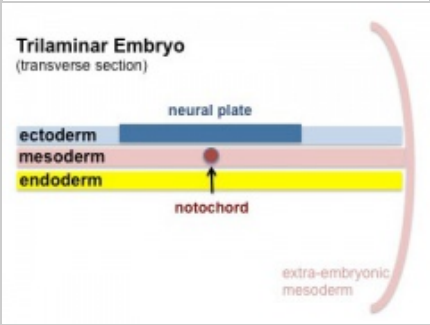 Trilaminar Embryo
(transverse section)
neural plate
ectoderm
mesoderm
endoderm
notochord
extra-embryonic
mesoderm